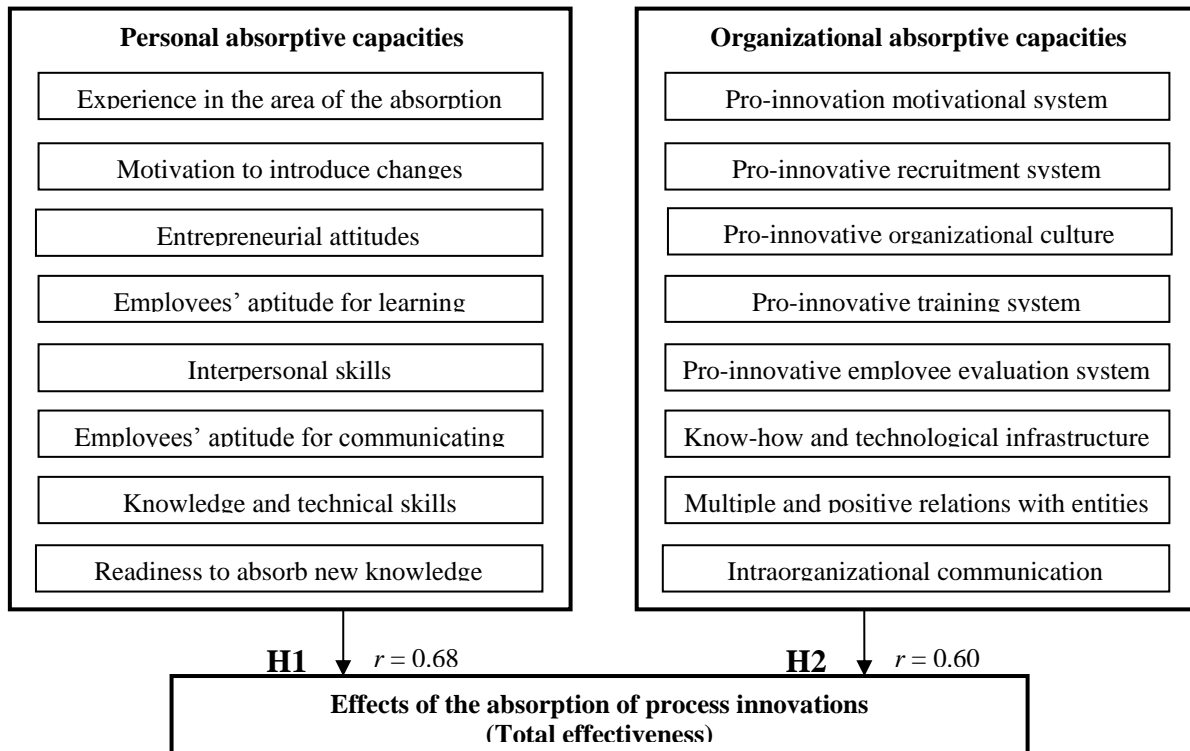 Personal absorptive capacities
Experience in the area of the absorption
Motivation to introduce changes
Entrepreneurial attitudes
Employees’ aptitude for learning
Interpersonal skills
Employees’ aptitude for communicating
Knowledge and technical skills
Readiness to absorb new knowledge
Organizational absorptive capacities
Pro-innovation motivational system
Pro-innovative recruitment system
Pro-innovative organizational culture
Pro-innovative training system
Pro-innovative employee evaluation system
Know-how and technological infrastructure
Multiple and positive relations with entities
Intraorganizational communication
H1 r = 0.68
H2 r = 0.60
Effects of the absorption of process innovations
(Total effectiveness)